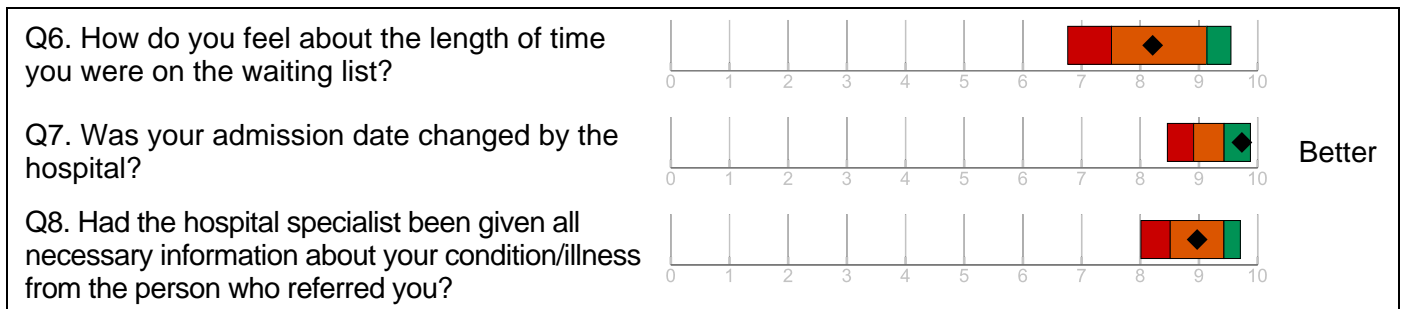 Q6. How do you feel about the length of time
you were on the waiting list?
0 1 2 3 4 5 6 7 8 9 10
Q7. Was your admission date changed by the
hospital?
0 1 2 3 4 5 6 7 8 9 10
Better
Q8. Had the hospital specialist been given all
necessary information about your condition/illness
from the person who referred you?
0 1 2 3 4 5 6 7 8 9 10